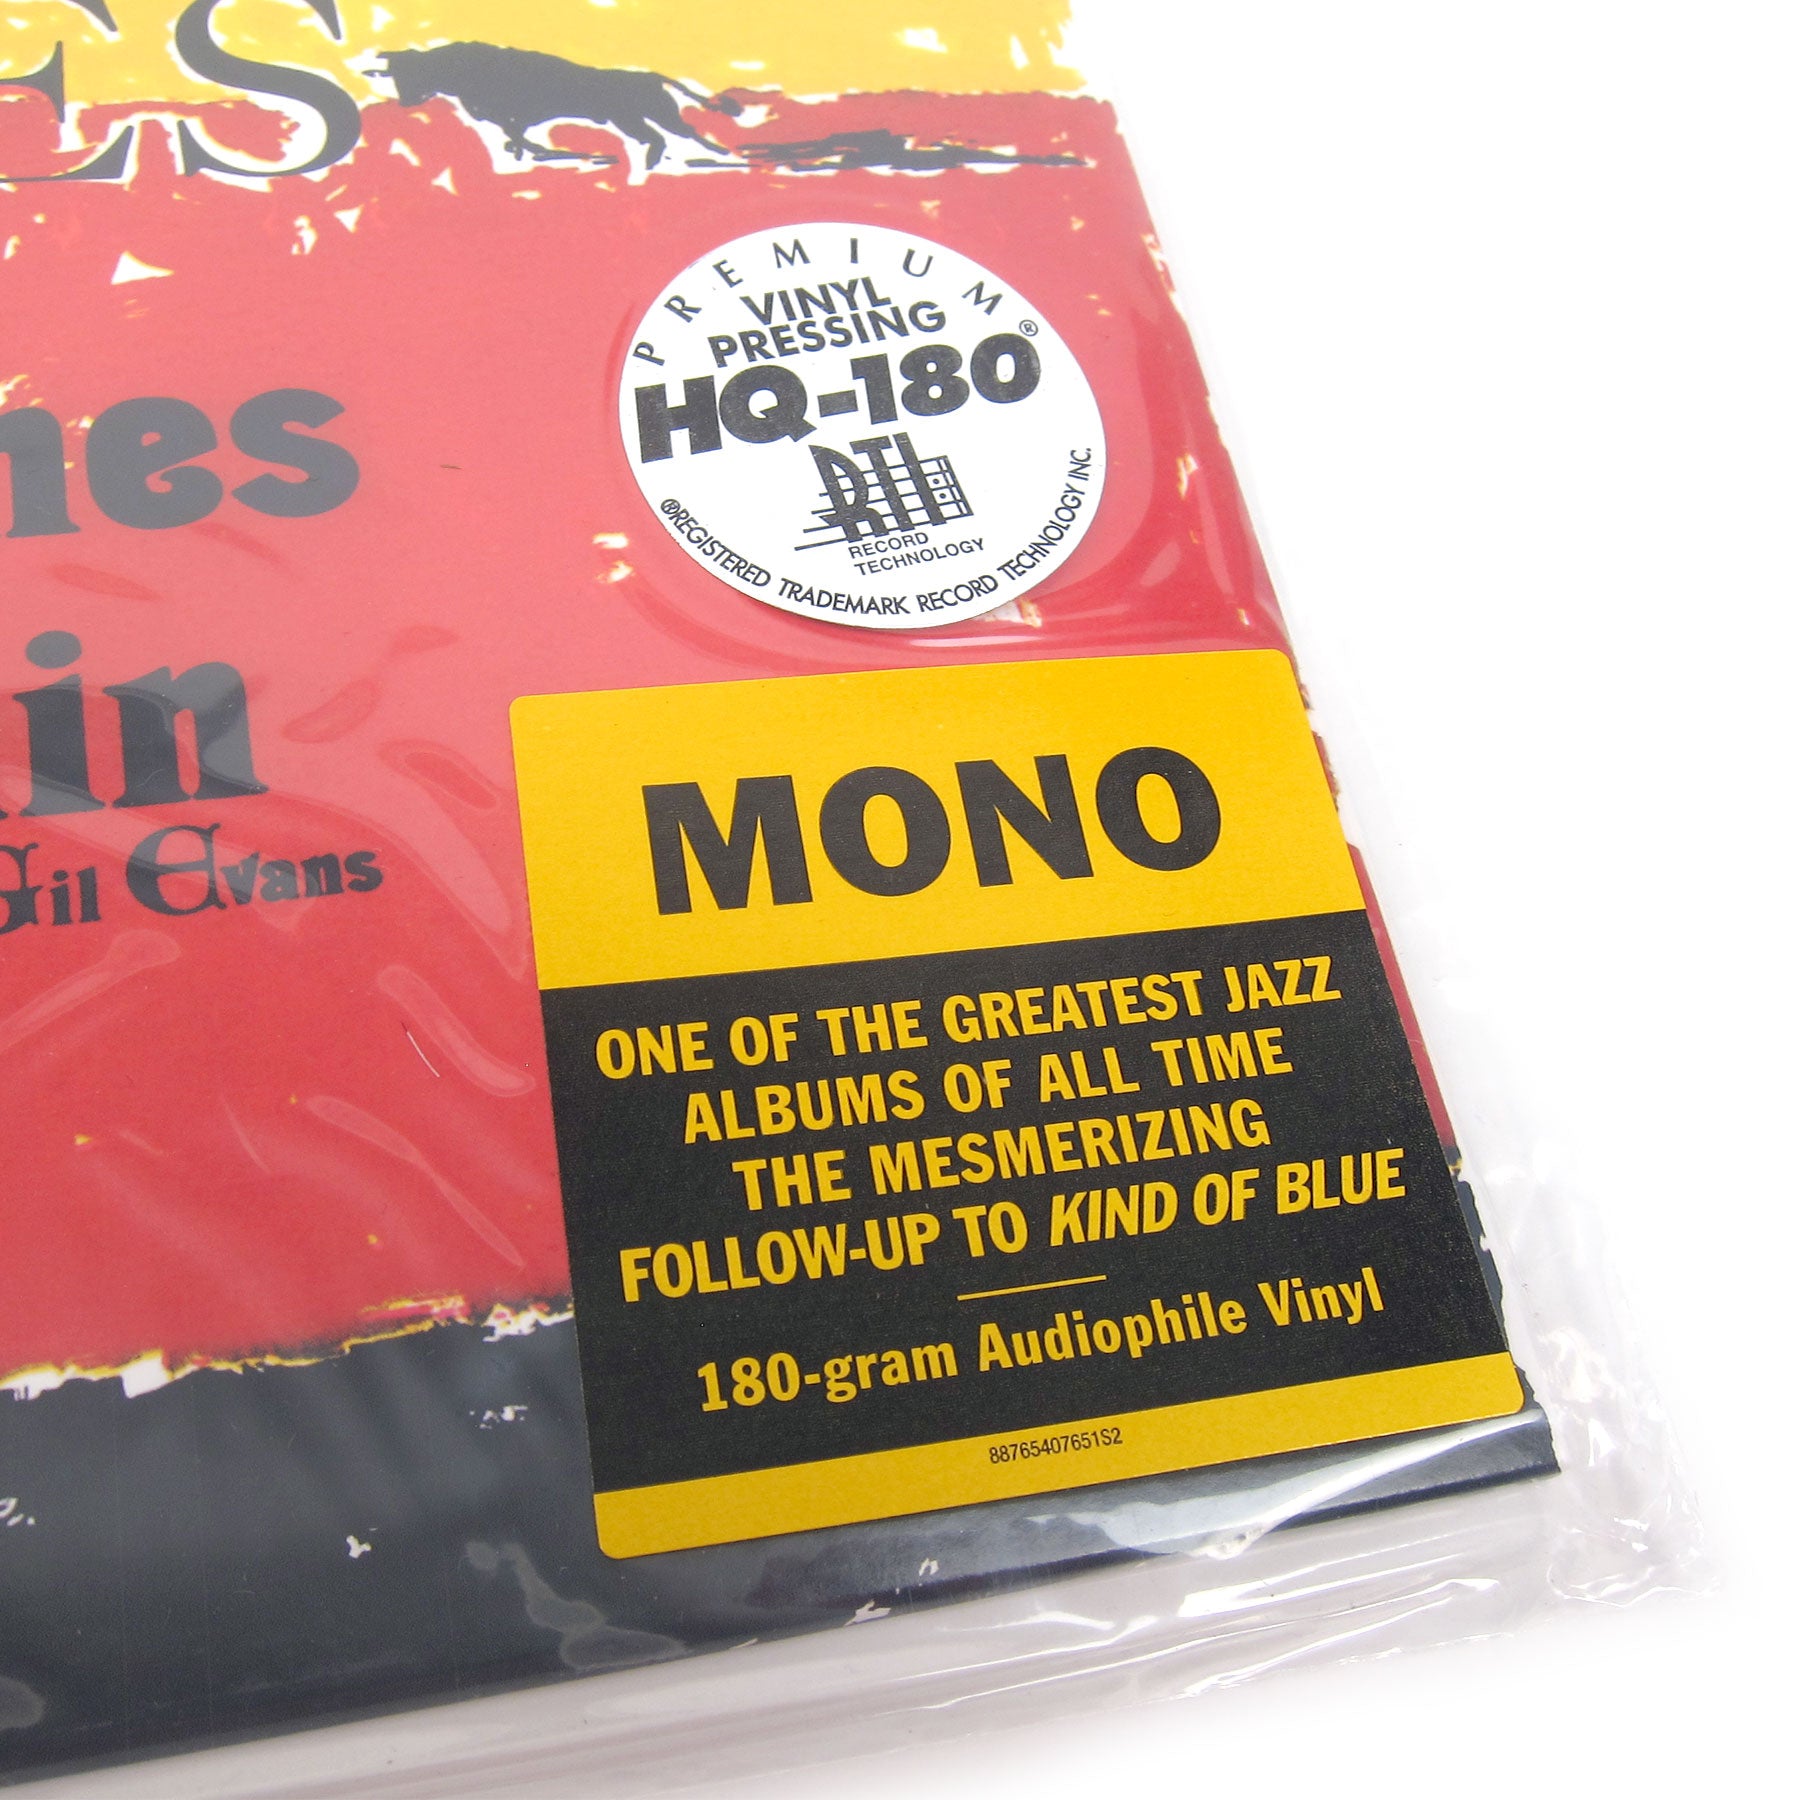 ES
PREMIUM
VINYL
PRESSING
HQ-180®
RTI
RECORD
TECHNOLOGY
®REGISTERED TRADEMARK RECORD TECHNOLOGY INC.
nes
in
Gil Evans
MONO
ONE OF THE GREATEST JAZZ
ALBUMS OF ALL TIME
THE MESMERIZING
FOLLOW-UP TO KIND OF BLUE
180-gram Audiophile Vinyl
88765407651S2